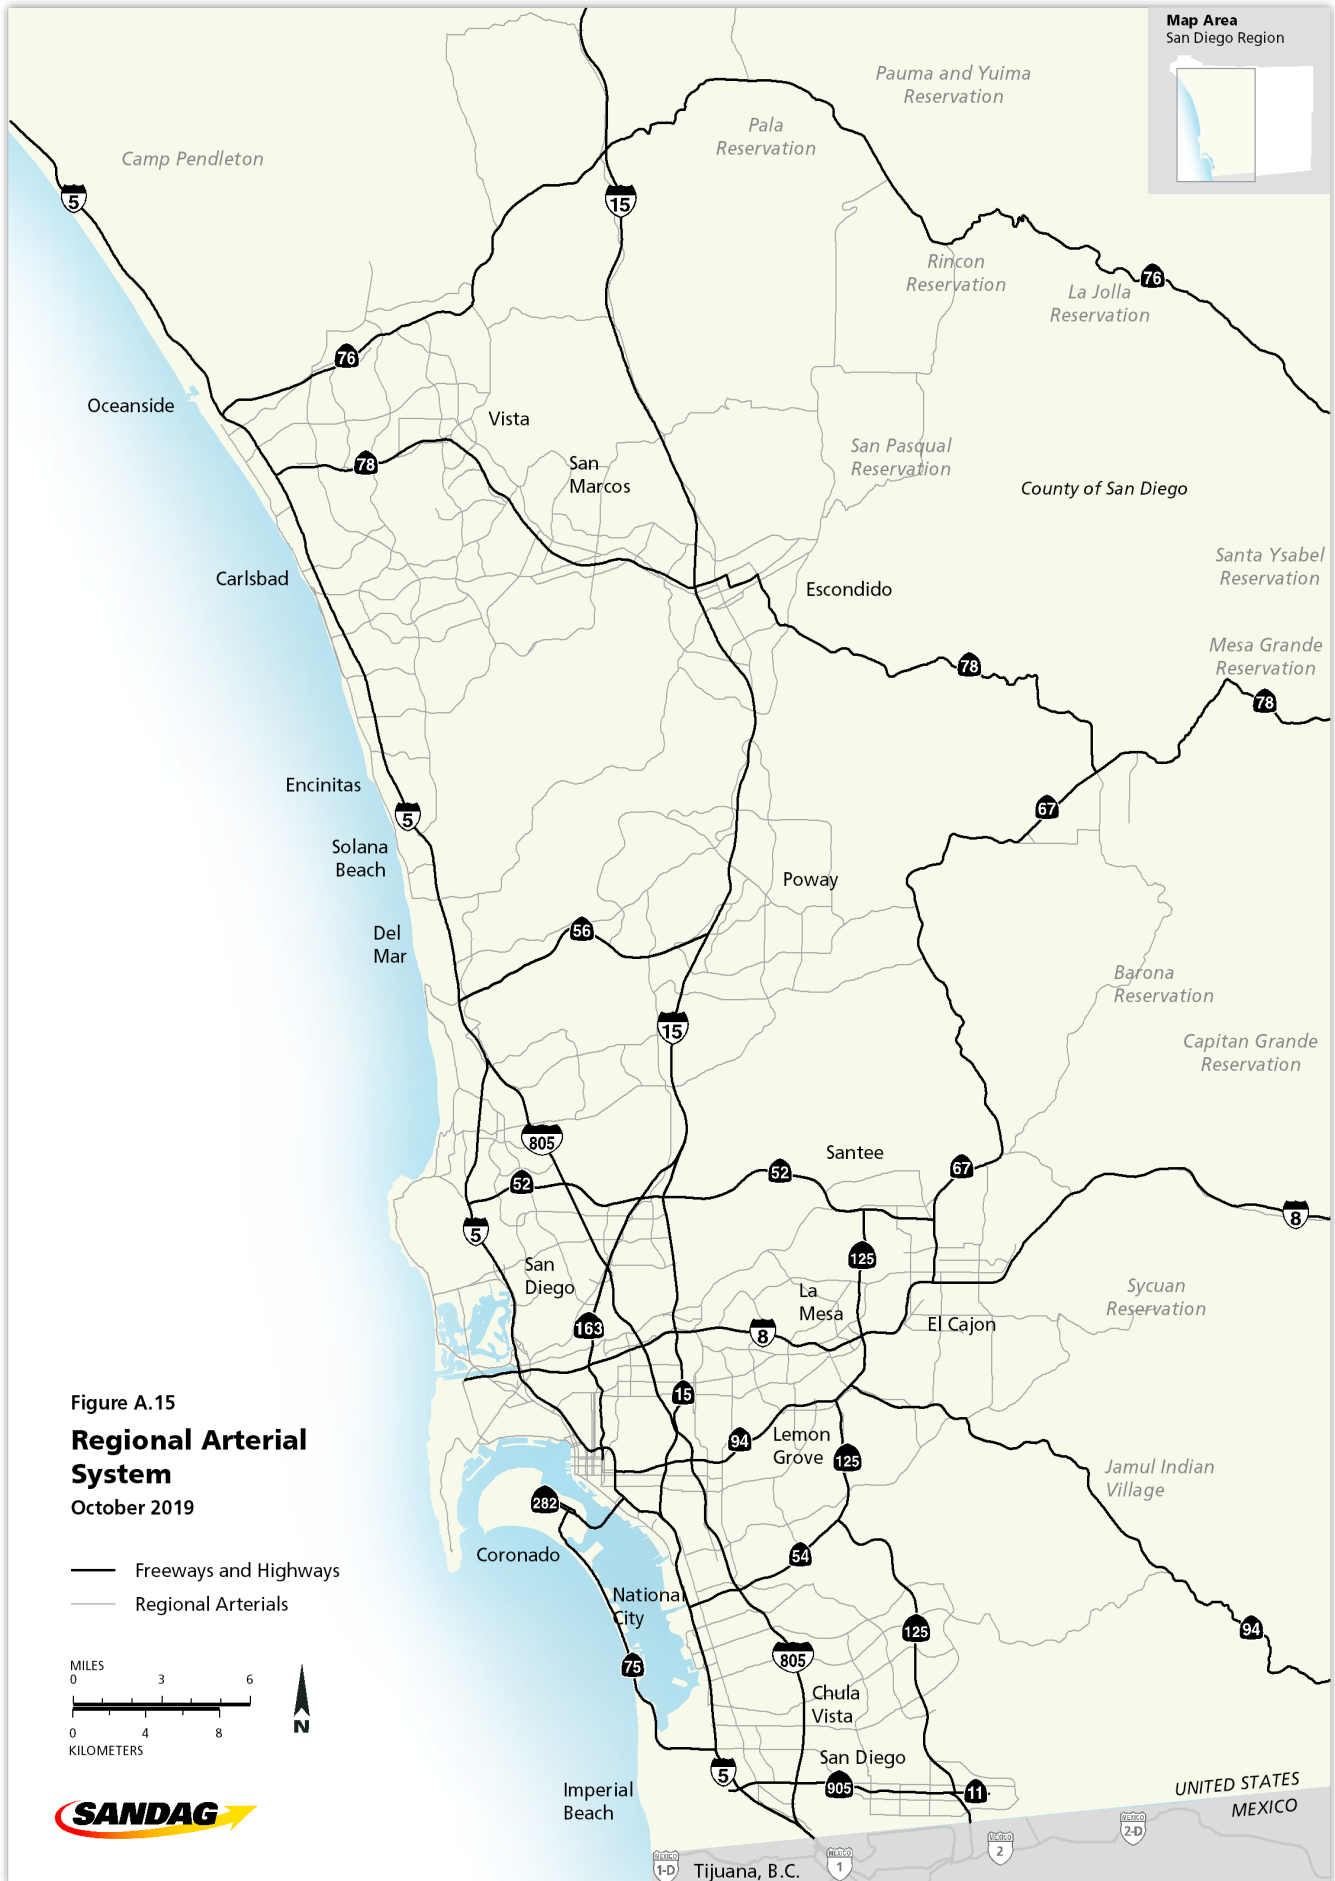 Map Area
San Diego Region
Pauma and Yuima
Reservation
Pala
Reservation
Camp Pendleton
5
15
Rincon
Reservation
La Jolla
Reservation
76
76
Oceanside
Vista
San
Marcos
78
San Pasqual
Reservation
County of San Diego
Santa Ysabel
Reservation
Carlsbad
Escondido
Mesa Grande
Reservation
78
78
Encinitas
5
67
Solana
Beach
Poway
Del
Mar
56
Barona
Reservation
15
Capitan Grande
Reservation
805
Santee
52
67
52
5
8
125
San
Diego
La
Mesa
Sycuan
Reservation
163
8
El Cajon
15
Figure A.15
Regional Arterial
System
October 2019
94
Lemon
Grove
125
Jamul Indian
Village
282
Coronado
54
Freeways and Highways
Regional Arterials
National
City
125
94
805
75
MILES
0 3 6
0 4 8
KILOMETERS
N
Chula
Vista
San Diego
5
905
11
Imperial
Beach
SANDAG
UNITED STATES
MEXICO
MEXICO
2-D
MEXICO
2
MEXICO
1
MEXICO
1-D
Tijuana, B.C.